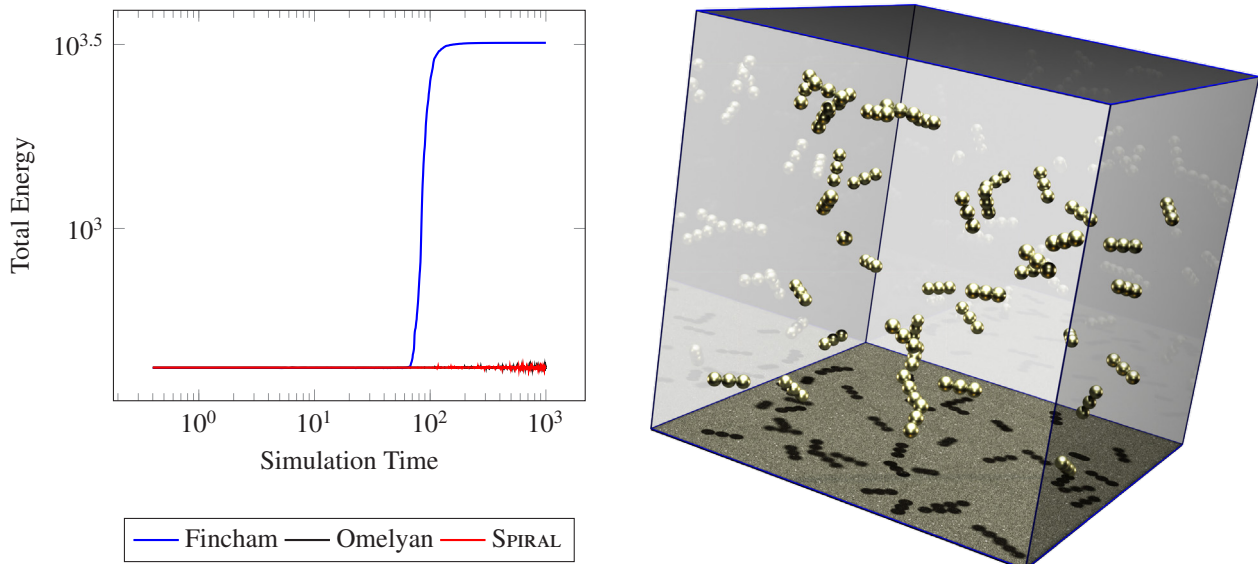 10^3.5
10^3
Total Energy
10^0 10^1 10^2 10^3
Simulation Time
Fincham Omelyan SPIRAL